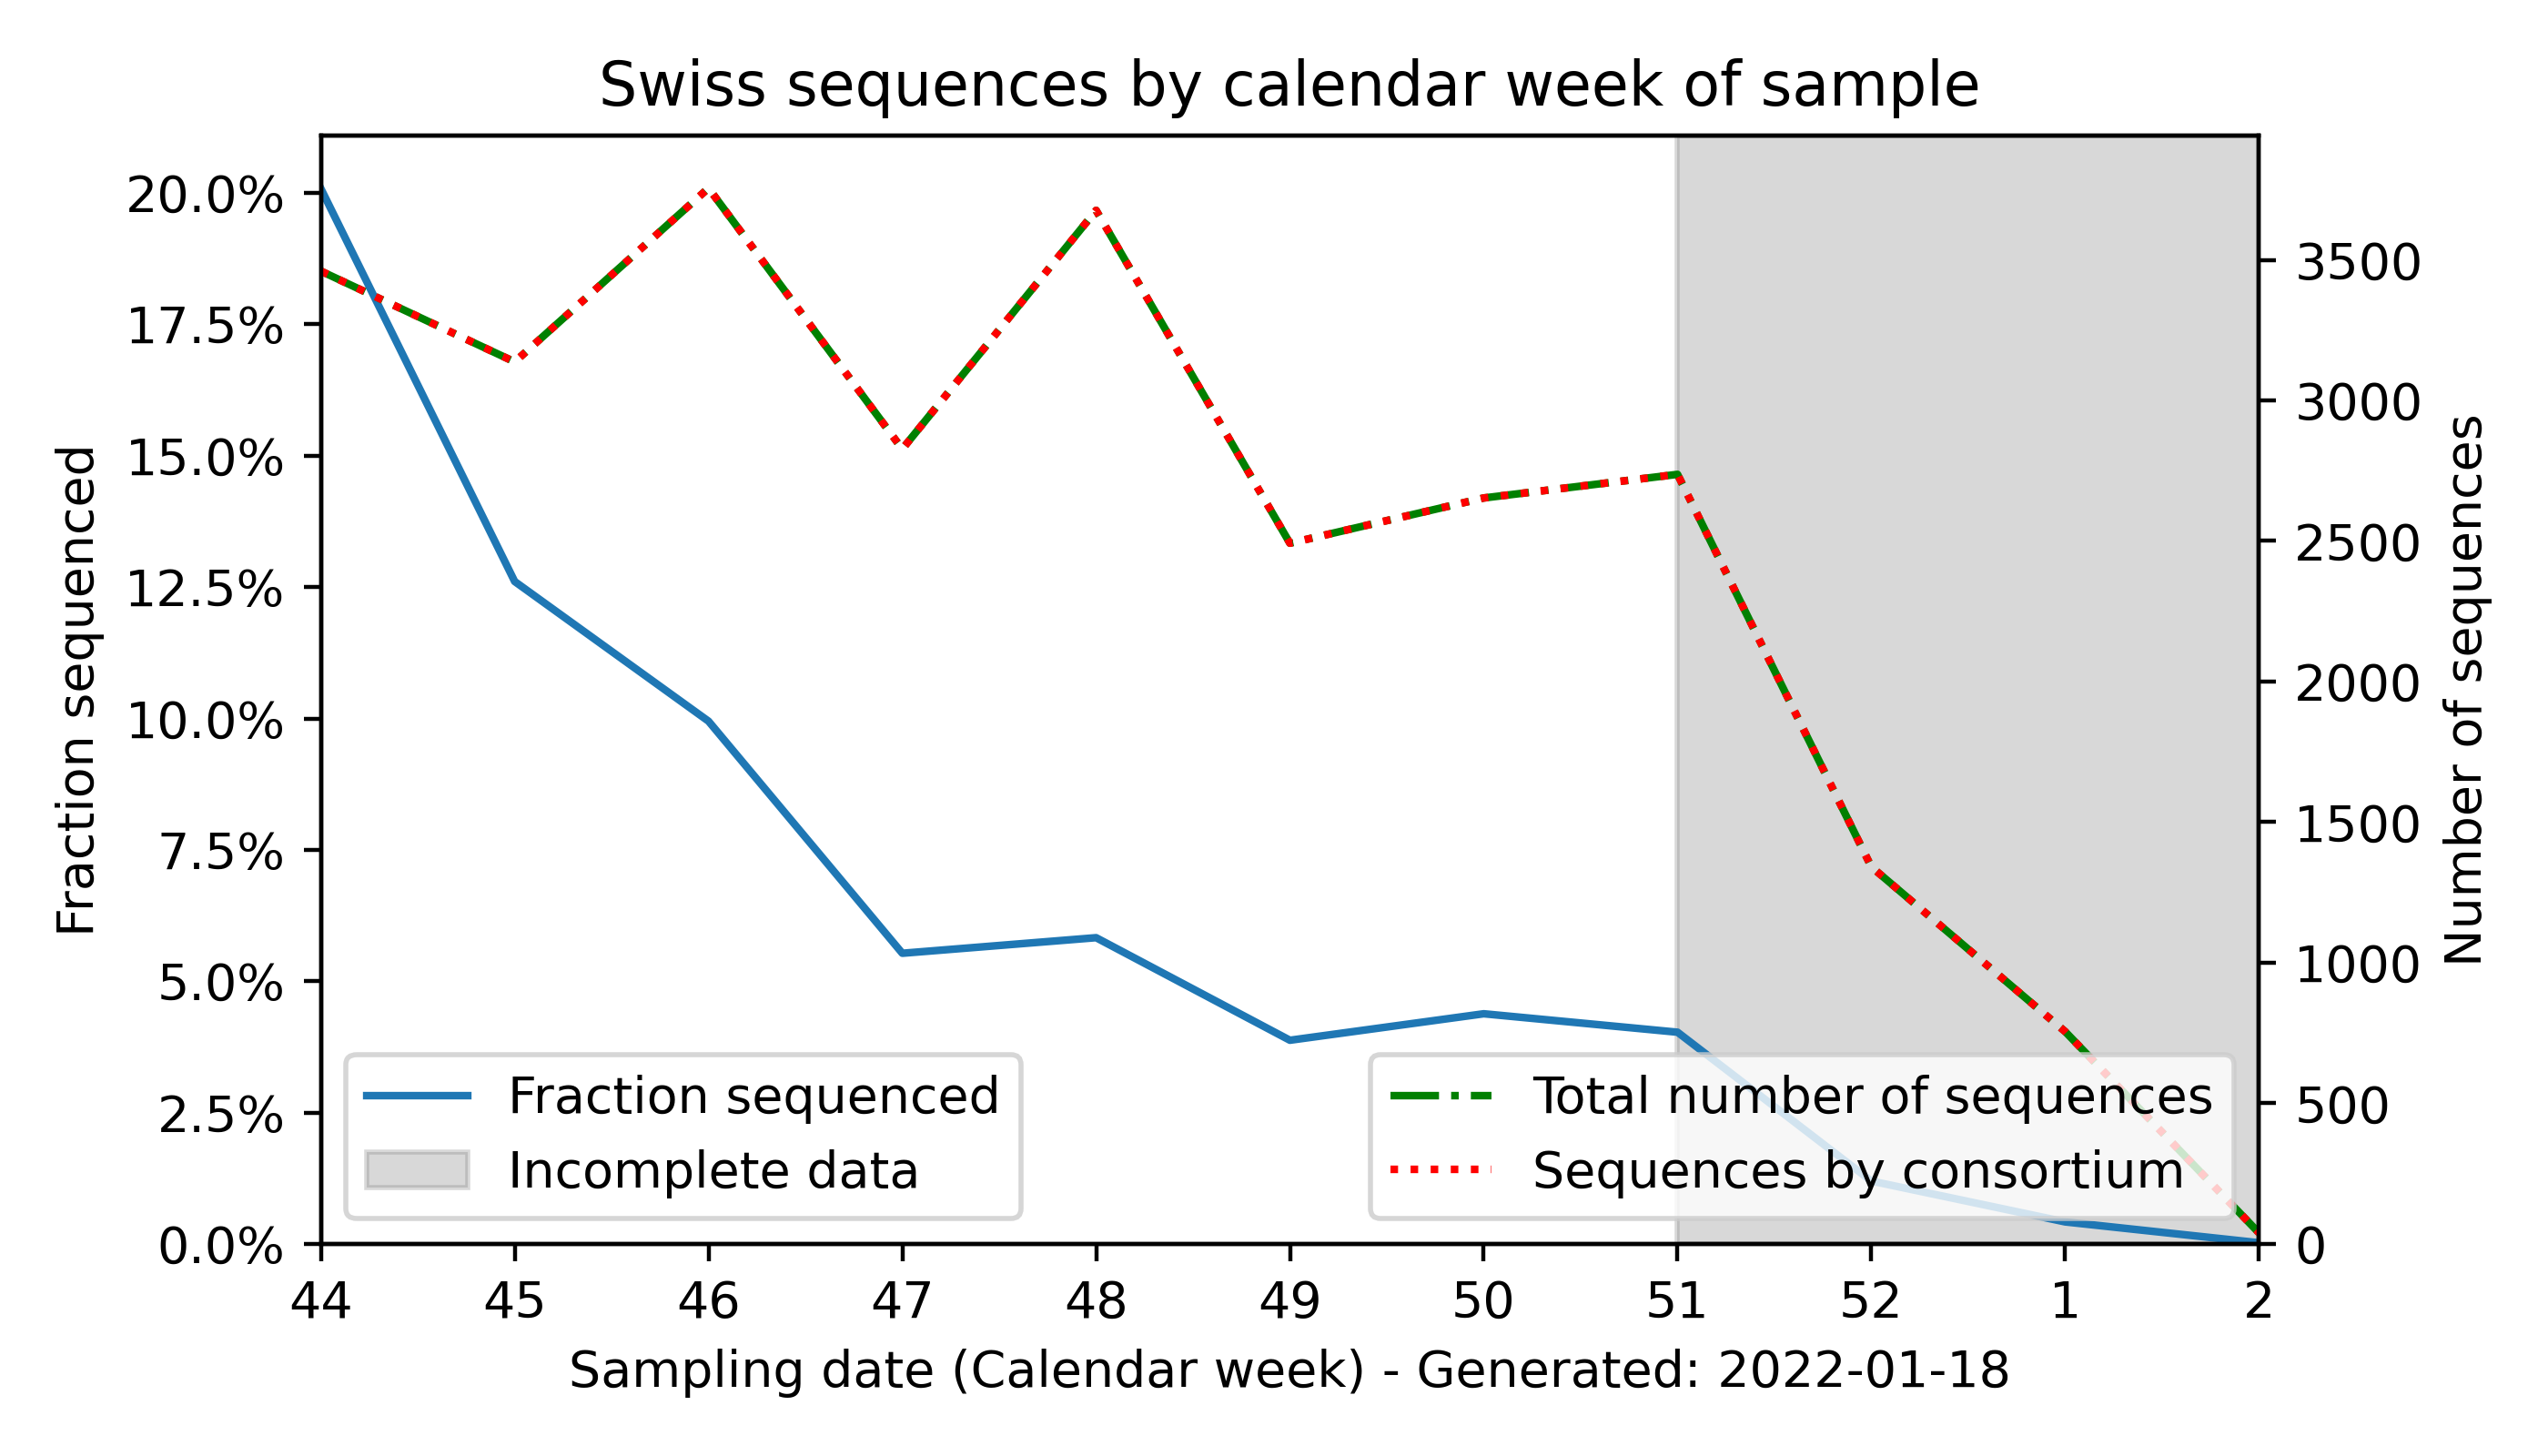 Swiss sequences by calendar week of sample
Fraction sequenced
20.0%
17.5%
15.0%
12.5%
10.0%
7.5%
5.0%
2.5%
0.0%
3500
3000
2500
2000
1500
1000
500
0
Number of sequences
Fraction sequenced
Incomplete data
Total number of sequences
Sequences by consortium
44 45 46 47 48 49 50 51 52 1 2
Sampling date (Calendar week) - Generated: 2022-01-18